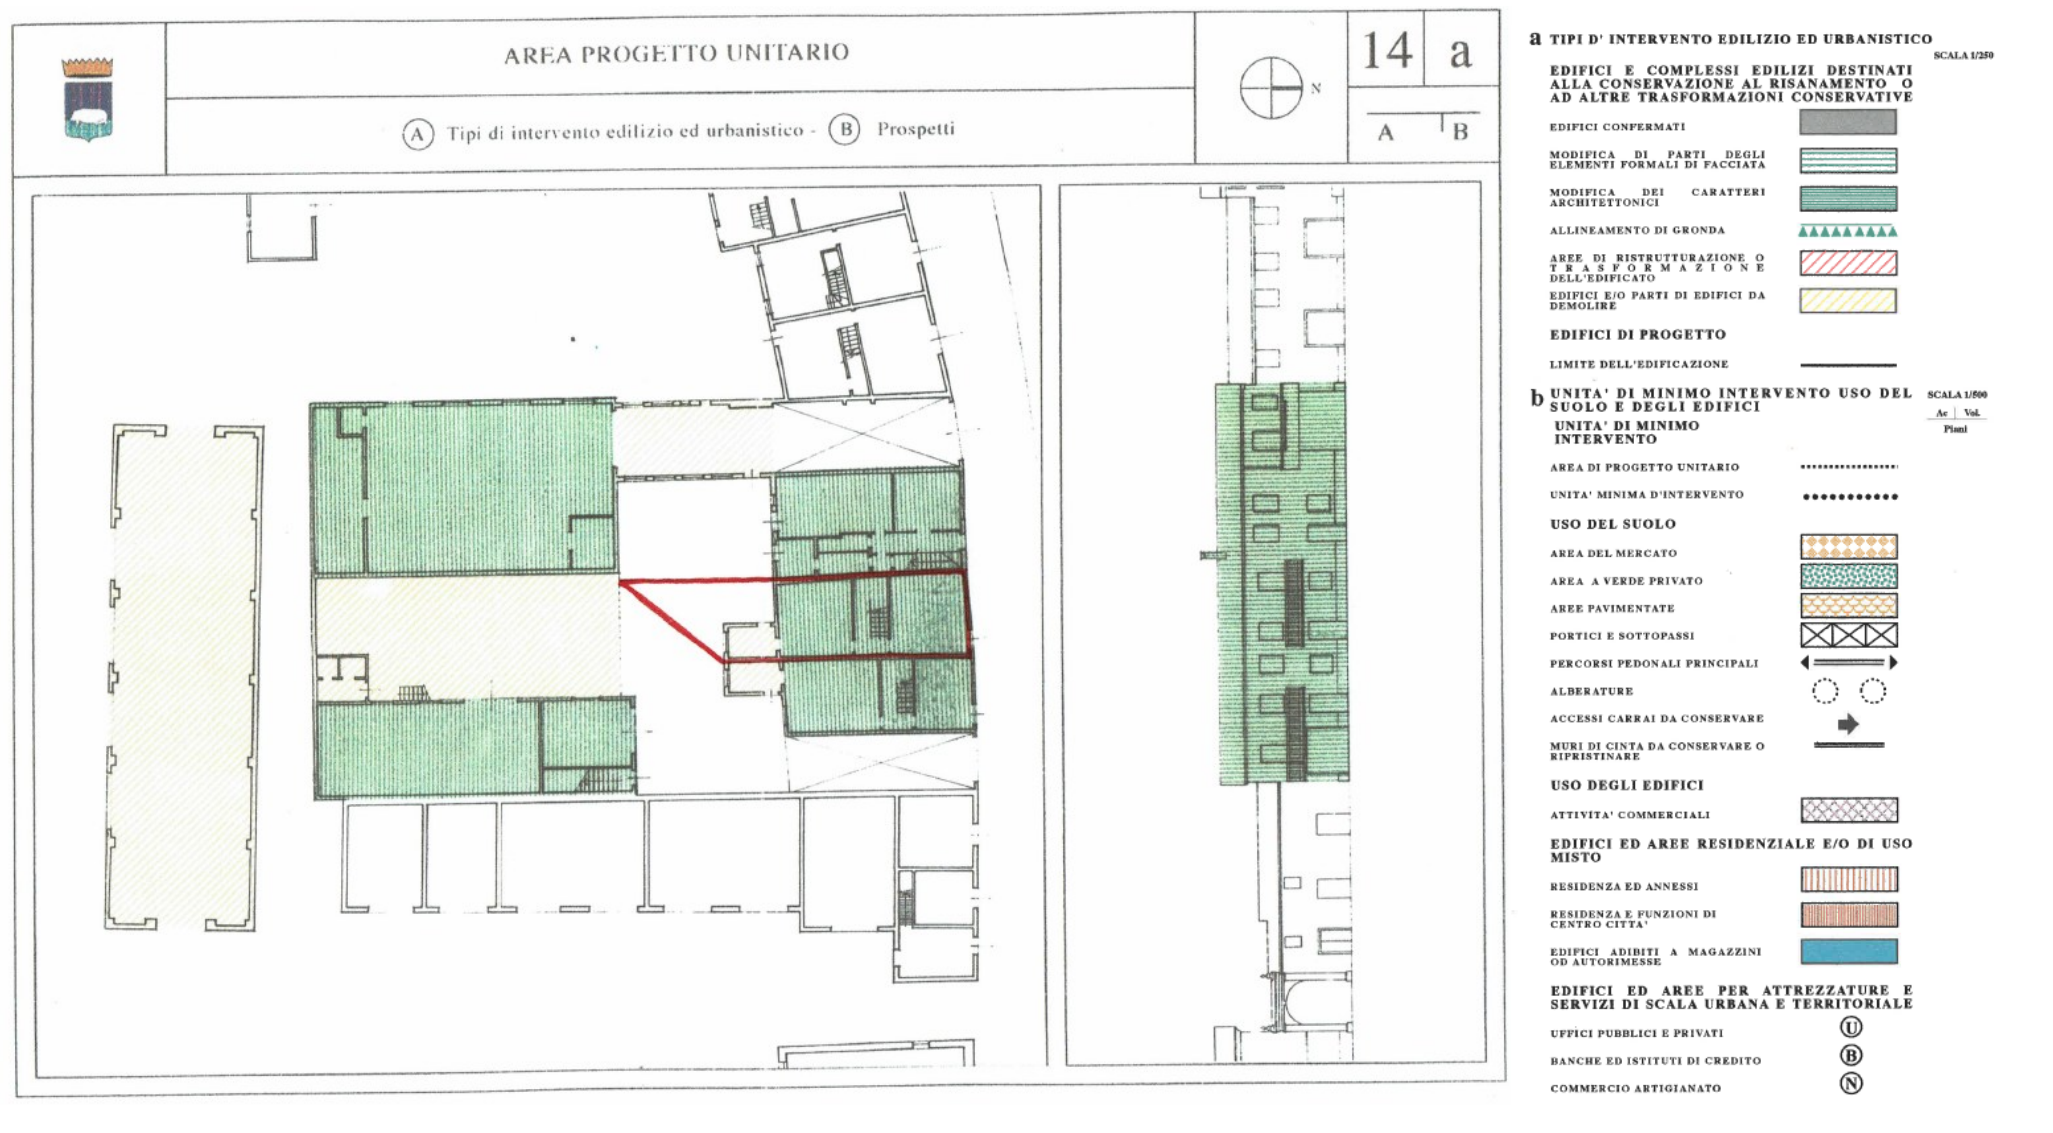 AREA PROGETTO UNITARIO
A Tipi di intervento edilizio ed urbanistico - B Prospetti
N
14 a
A B
a TIPI D' INTERVENTO EDILIZIO ED URBANISTICO
SCALA 1/250
EDIFICI E COMPLESSI EDILIZI DESTINATI
ALLA CONSERVAZIONE AL RISANAMENTO O
AD ALTRE TRASFORMAZIONI CONSERVATIVE
EDIFICI CONFERMATI
MODIFICA DI PARTI DEGLI
ELEMENTI FORMALI DI FACCIATA
MODIFICA DEI CARATTERI
ARCHITETTONICI
ALLINEAMENTO DI GRONDA
AREE DI RISTRUTTURAZIONE O
TRASFORMAZIONE
DELL'EDIFICATO
EDIFICI E/O PARTI DI EDIFICI DA
DEMOLIRE
EDIFICI DI PROGETTO
LIMITE DELL'EDIFICAZIONE
b UNITA' DI MINIMO INTERVENTO USO DEL
SUOLO E DEGLI EDIFICI
SCALA 1/500
Ac Vol.
Piani
UNITA' DI MINIMO
INTERVENTO
AREA DI PROGETTO UNITARIO
UNITA' MINIMA D'INTERVENTO
USO DEL SUOLO
AREA DEL MERCATO
AREA A VERDE PRIVATO
AREE PAVIMENTATE
PORTICI E SOTTOPASSI
PERCORSI PEDONALI PRINCIPALI
ALBERATURE
ACCESSI CARRAI DA CONSERVARE
MURI DI CINTA DA CONSERVARE O
RIPRISTINARE
USO DEGLI EDIFICI
ATTIVITA' COMMERCIALI
EDIFICI ED AREE RESIDENZIALE E/O DI USO
MISTO
RESIDENZA ED ANNESSI
RESIDENZA E FUNZIONI DI
CENTRO CITTA'
EDIFICI ADIBITI A MAGAZZINI
OD AUTORIMESSE
EDIFICI ED AREE PER ATTREZZATURE E
SERVIZI DI SCALA URBANA E TERRITORIALE
UFFICI PUBBLICI E PRIVATI U
BANCHE ED ISTITUTI DI CREDITO B
COMMERCIO ARTIGIANATO N